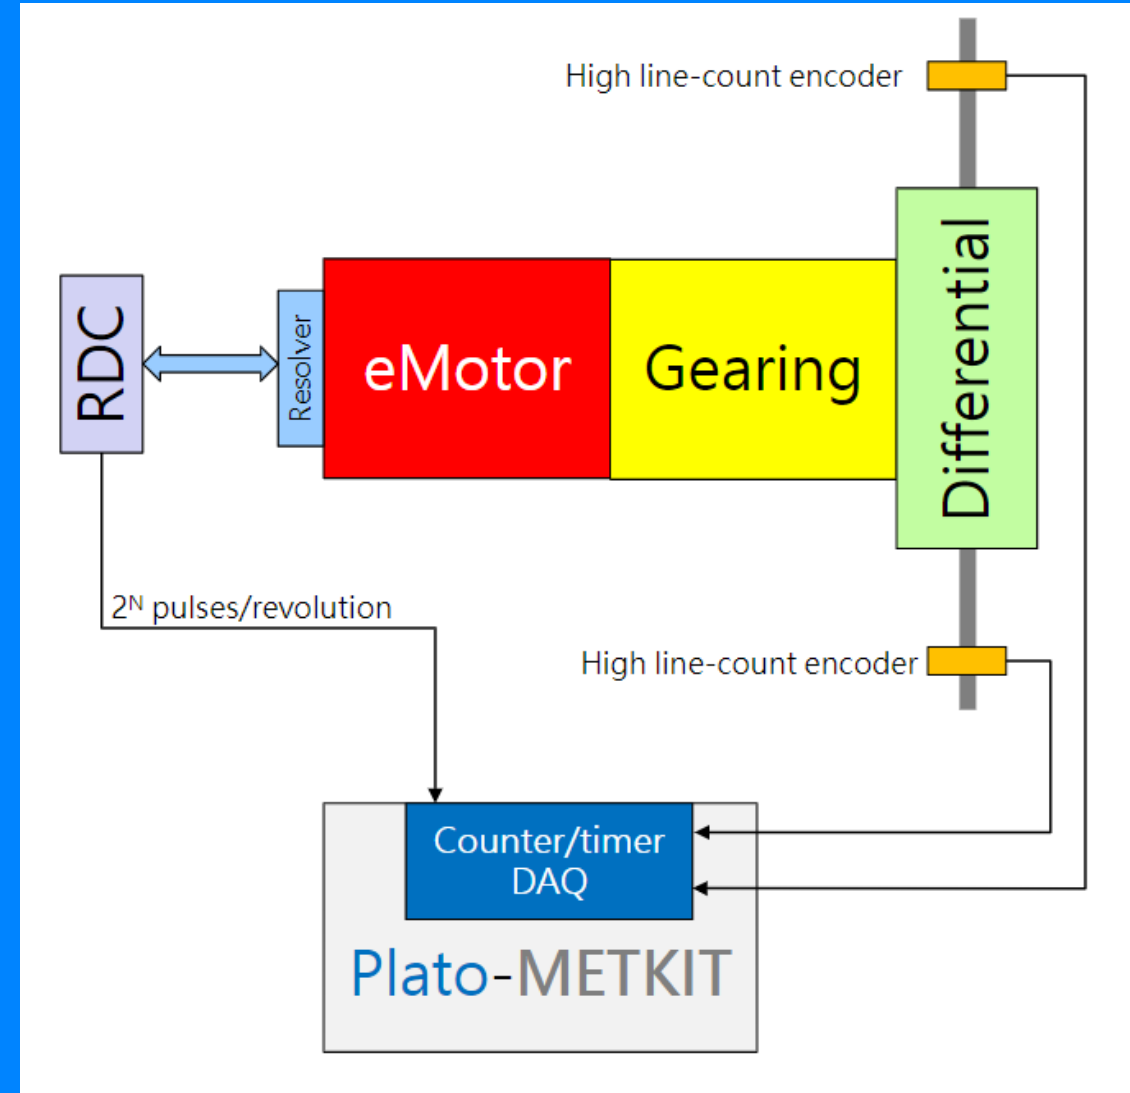 High line-count encoder
Differential
RDC
Resolver
eMotor
Gearing
2ᴺ pulses/revolution
High line-count encoder
Counter/timer
DAQ
Plato-METKIT